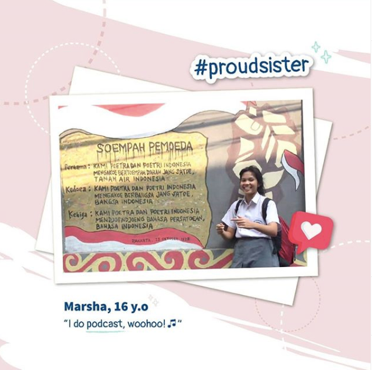 #proudsister
SOEMPAH PEMOEDA
Pertama : KAMI POETRA DAN POETRI INDONESIA
MENGAKOE BERTOEMPAH DARAH JANG SATOE,
TANAH AIR INDONESIA
Kedoea : KAMI POETRA DAN POETRI INDONESIA
MENGAKOE BERBANGSA JANG SATOE,
BANGSA INDONESIA
Ketiga : KAMI POETRA DAN POETRI INDONESIA
MENDJOENDJOENG BAHASA PERSATOEAN,
BAHASA INDONESIA
Marsha, 16 y.o
"I do podcast, woohoo!🎵"